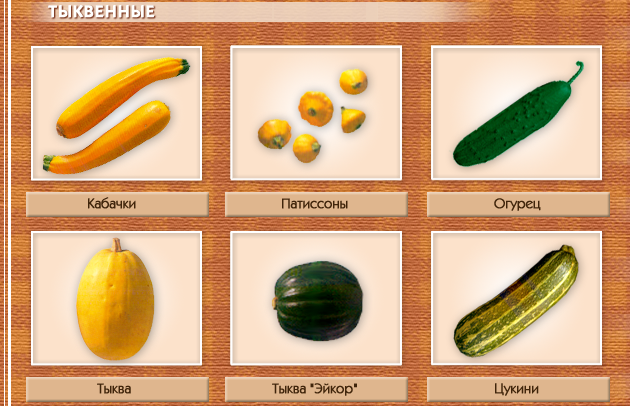 ТЫКВЕННЫЕ
Кабачки
Патиссоны
Огурец
Тыква
Тыква "Эйкор"
Цукини